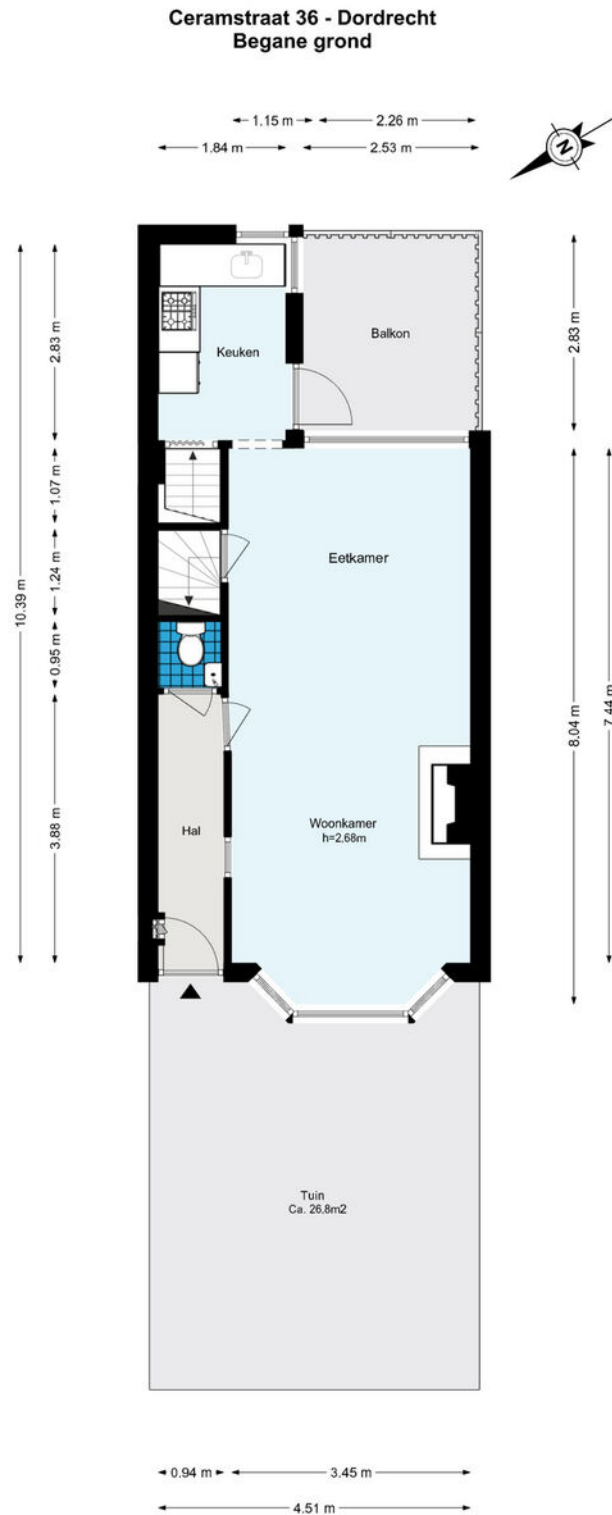 Ceramstraat 36 - Dordrecht
Begane grond
1.15 m
2.26 m
1.84 m
2.53 m
N
2.83 m
Keuken
Balkon
2.83 m
1.07 m
1.24 m
Eetkamer
10.39 m
0.95 m
8.04 m
7.44 m
3.88 m
Hal
Woonkamer
h=2.68m
Tuin
Ca. 26.8m2
0.94 m
3.45 m
4.51 m